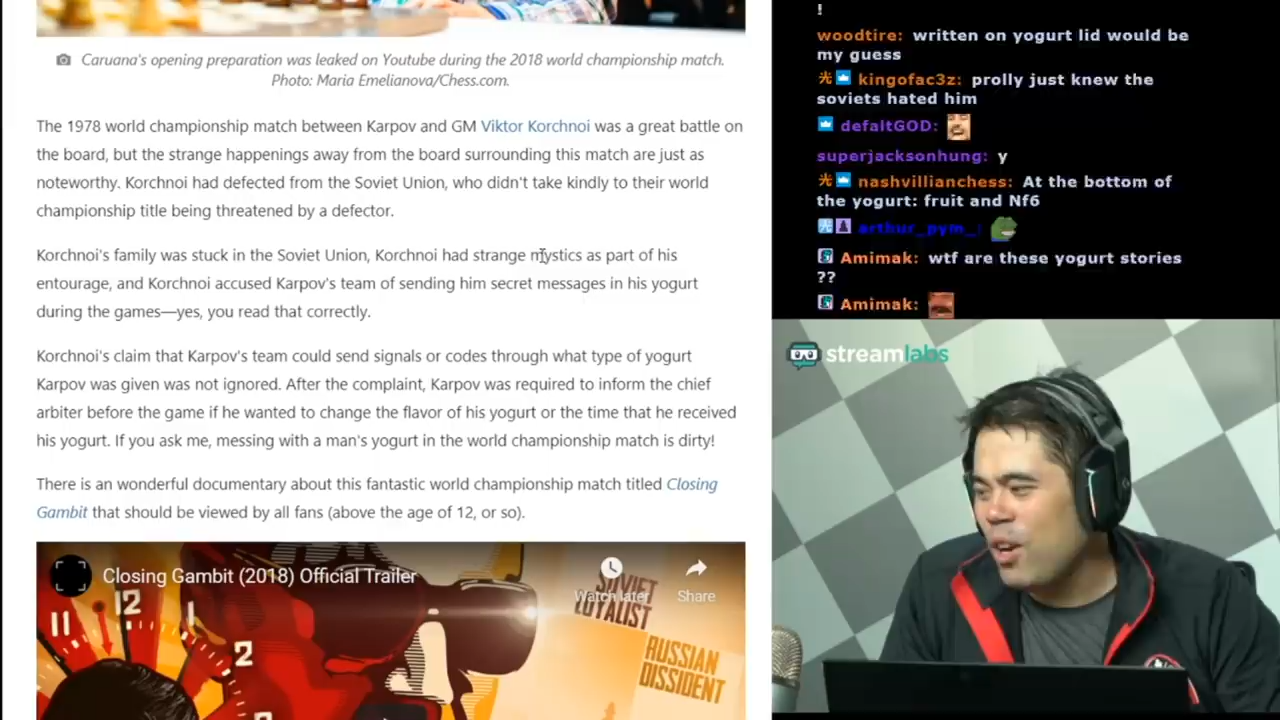 Caruana's opening preparation was leaked on Youtube during the 2018 world championship match.
Photo: Maria Emelianova/Chess.com.
The 1978 world championship match between Karpov and GM Viktor Korchnoi was a great battle on
the board, but the strange happenings away from the board surrounding this match are just as
noteworthy. Korchnoi had defected from the Soviet Union, who didn't take kindly to their world
championship title being threatened by a defector.
Korchnoi's family was stuck in the Soviet Union, Korchnoi had strange mystics as part of his
entourage, and Korchnoi accused Karpov's team of sending him secret messages in his yogurt
during the games—yes, you read that correctly.
Korchnoi's claim that Karpov's team could send signals or codes through what type of yogurt
Karpov was given was not ignored. After the complaint, Karpov was required to inform the chief
arbiter before the game if he wanted to change the flavor of his yogurt or the time that he received
his yogurt. If you ask me, messing with a man's yogurt in the world championship match is dirty!
There is an wonderful documentary about this fantastic world championship match titled Closing
Gambit that should be viewed by all fans (above the age of 12, or so).
Closing Gambit (2018) Official Trailer
Watch later
Share
SOVIET
LOYALIST
RUSSIAN
DISSIDENT
11
12
1
2
!
woodtire: written on yogurt lid would be
my guess
光 kingofac3z: prolly just knew the
soviets hated him
defaltGOD:
superjacksonhung: y
光 nashvillianchess: At the bottom of
the yogurt: fruit and Nf6
arthur_pym_:
Amimak: wtf are these yogurt stories
??
Amimak:
streamlabs